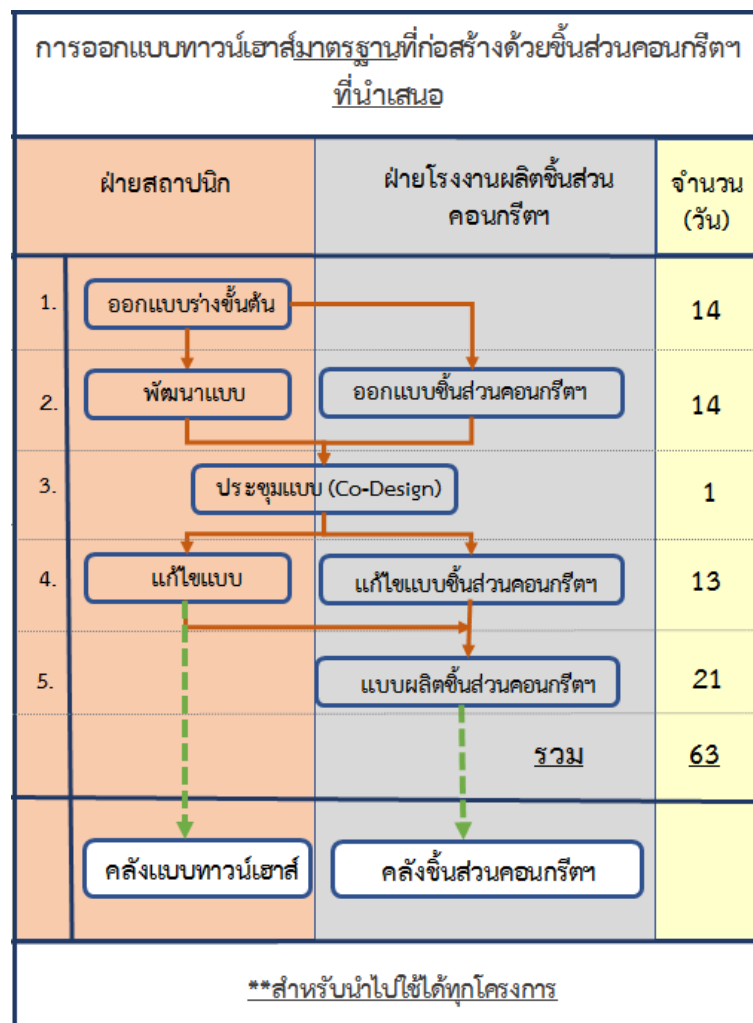 การออกแบบทาวน์เฮาส์มาตรฐานที่ก่อสร้างด้วยชิ้นส่วนคอนกรีตฯ
ที่นำเสนอ
ฝ่ายสถาปนิก
ฝ่ายโรงงานผลิตชิ้นส่วน
คอนกรีตฯ
จำนวน
(วัน)
1.
ออกแบบร่างขั้นต้น
14
2.
พัฒนาแบบ
ออกแบบชิ้นส่วนคอนกรีตฯ
14
3.
ประชุมแบบ (Co-Design)
1
4.
แก้ไขแบบ
แก้ไขแบบชิ้นส่วนคอนกรีตฯ
13
5.
แบบผลิตชิ้นส่วนคอนกรีตฯ
21
รวม
63
คลังแบบทาวน์เฮาส์
คลังชิ้นส่วนคอนกรีตฯ
**สำหรับนำไปใช้ได้ทุกโครงการ